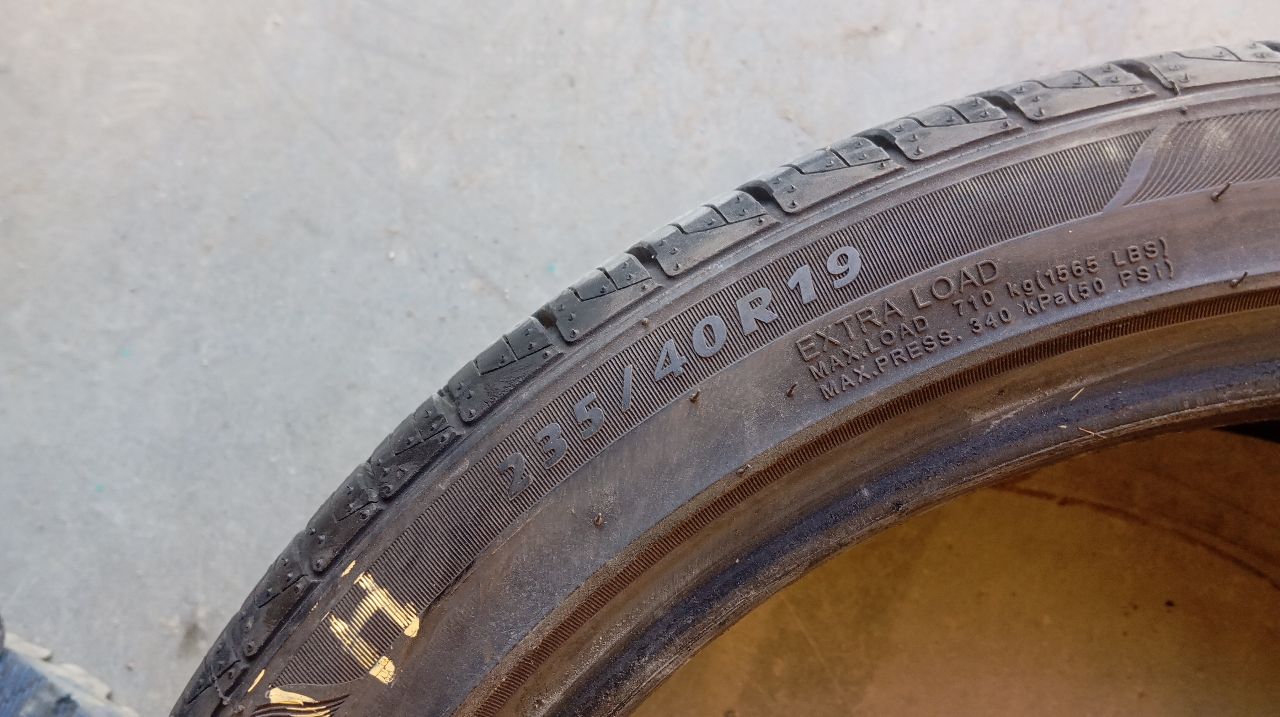 235/40R19
EXTRA LOAD
MAX.LOAD 710 kg(1565 LBS)
MAX.PRESS. 340 kPa(50 PSI)
H